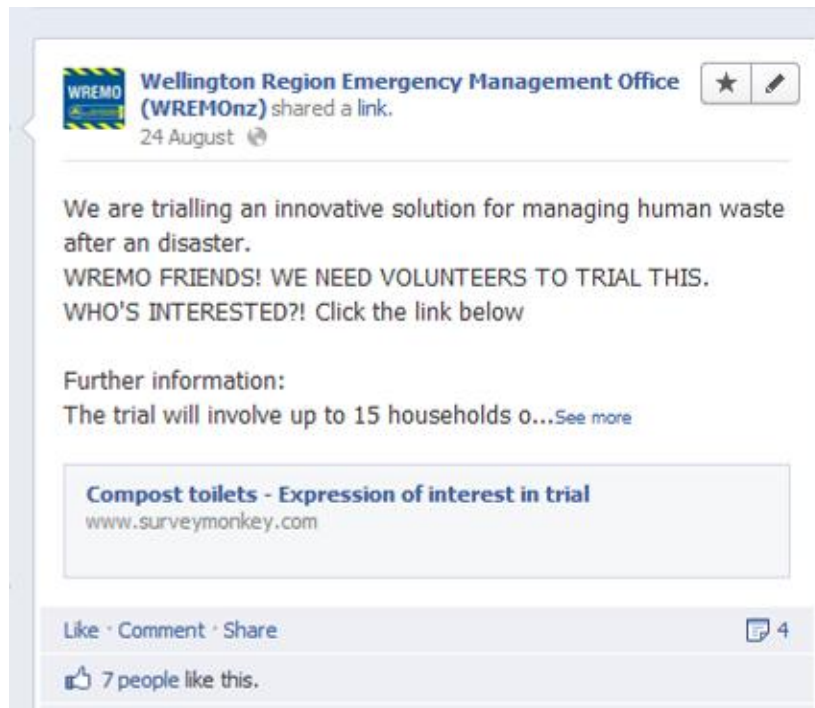 WREMO
Wellington Region Emergency Management Office
(WREMOnz) shared a link.
24 August
We are trialling an innovative solution for managing human waste
after an disaster.
WREMO FRIENDS! WE NEED VOLUNTEERS TO TRIAL THIS.
WHO'S INTERESTED?! Click the link below
Further information:
The trial will involve up to 15 households o...See more
Compost toilets - Expression of interest in trial
www.surveymonkey.com
Like · Comment · Share 4
7 people like this.